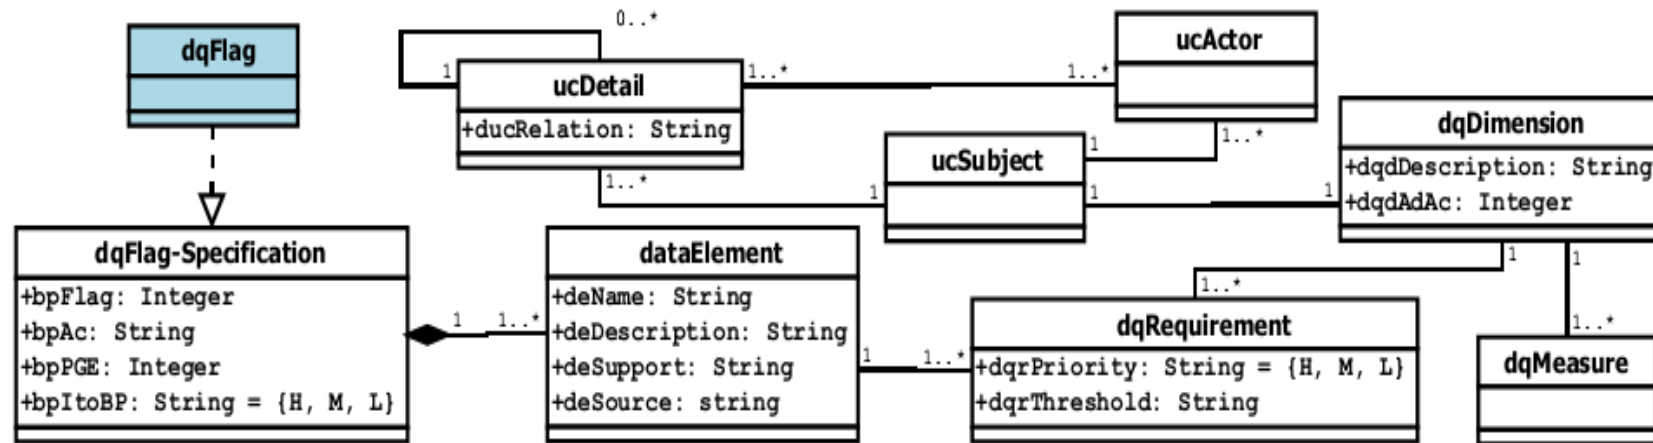 dqFlag
0..*
1
ucDetail
+ducRelation: String
1..*
1..*
1..*
1
ucActor
1..*
1
ucSubject
1
1
dqDimension
+dqdDescription: String
+dqdAdAc: Integer
dqFlag-Specification
+bpFlag: Integer
+bpAc: String
+bpPGE: Integer
+bpItoBP: String = {H, M, L}
1
1..*
dataElement
+deName: String
+deDescription: String
+deSupport: String
+deSource: string
1
1..*
1
1..*
dqRequirement
+dqrPriority: String = {H, M, L}
+dqrThreshold: String
1
1..*
dqMeasure